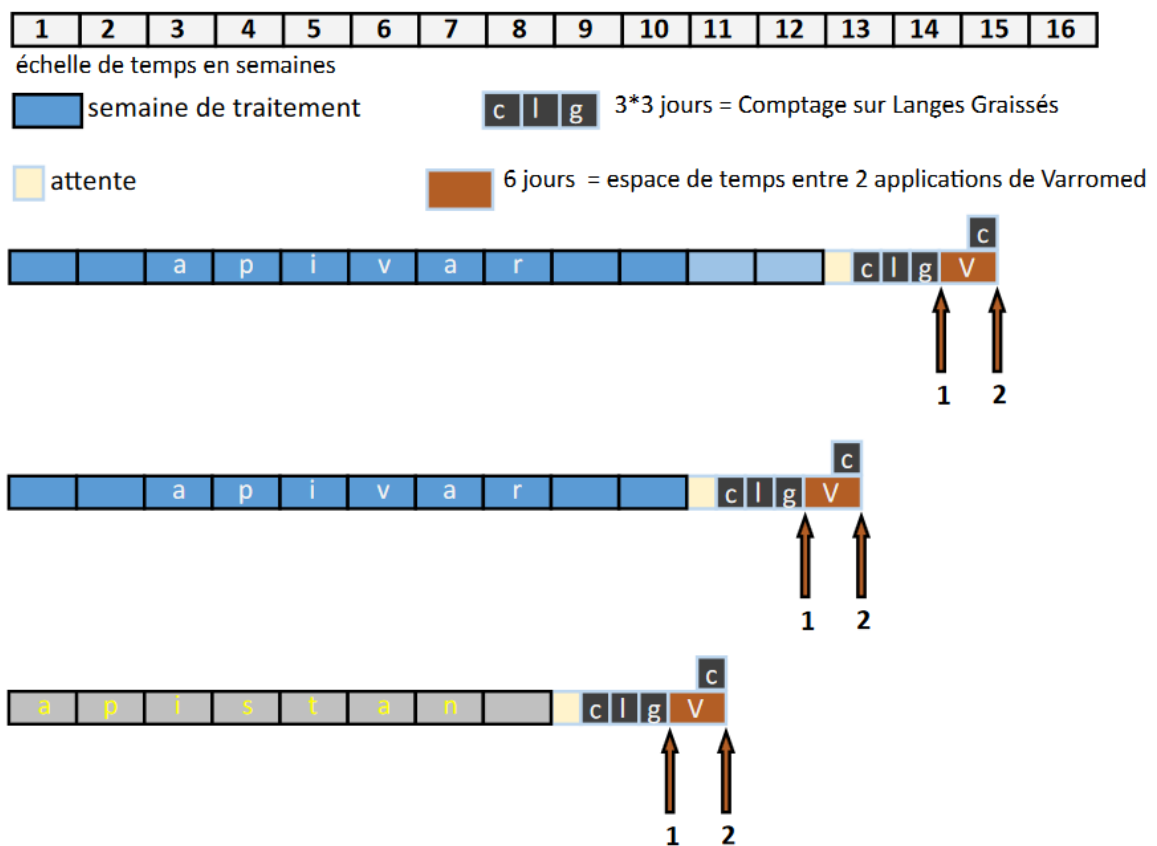 1 2 3 4 5 6 7 8 9 10 11 12 13 14 15 16
échelle de temps en semaines
semaine de traitement
c l g 3*3 jours = Comptage sur Langes Graissés
attente
6 jours = espace de temps entre 2 applications de Varromed
c
a p i v a r c l g V
1 2
c
a p i v a r c l g V
1 2
c
a p i s t a n c l g V
1 2